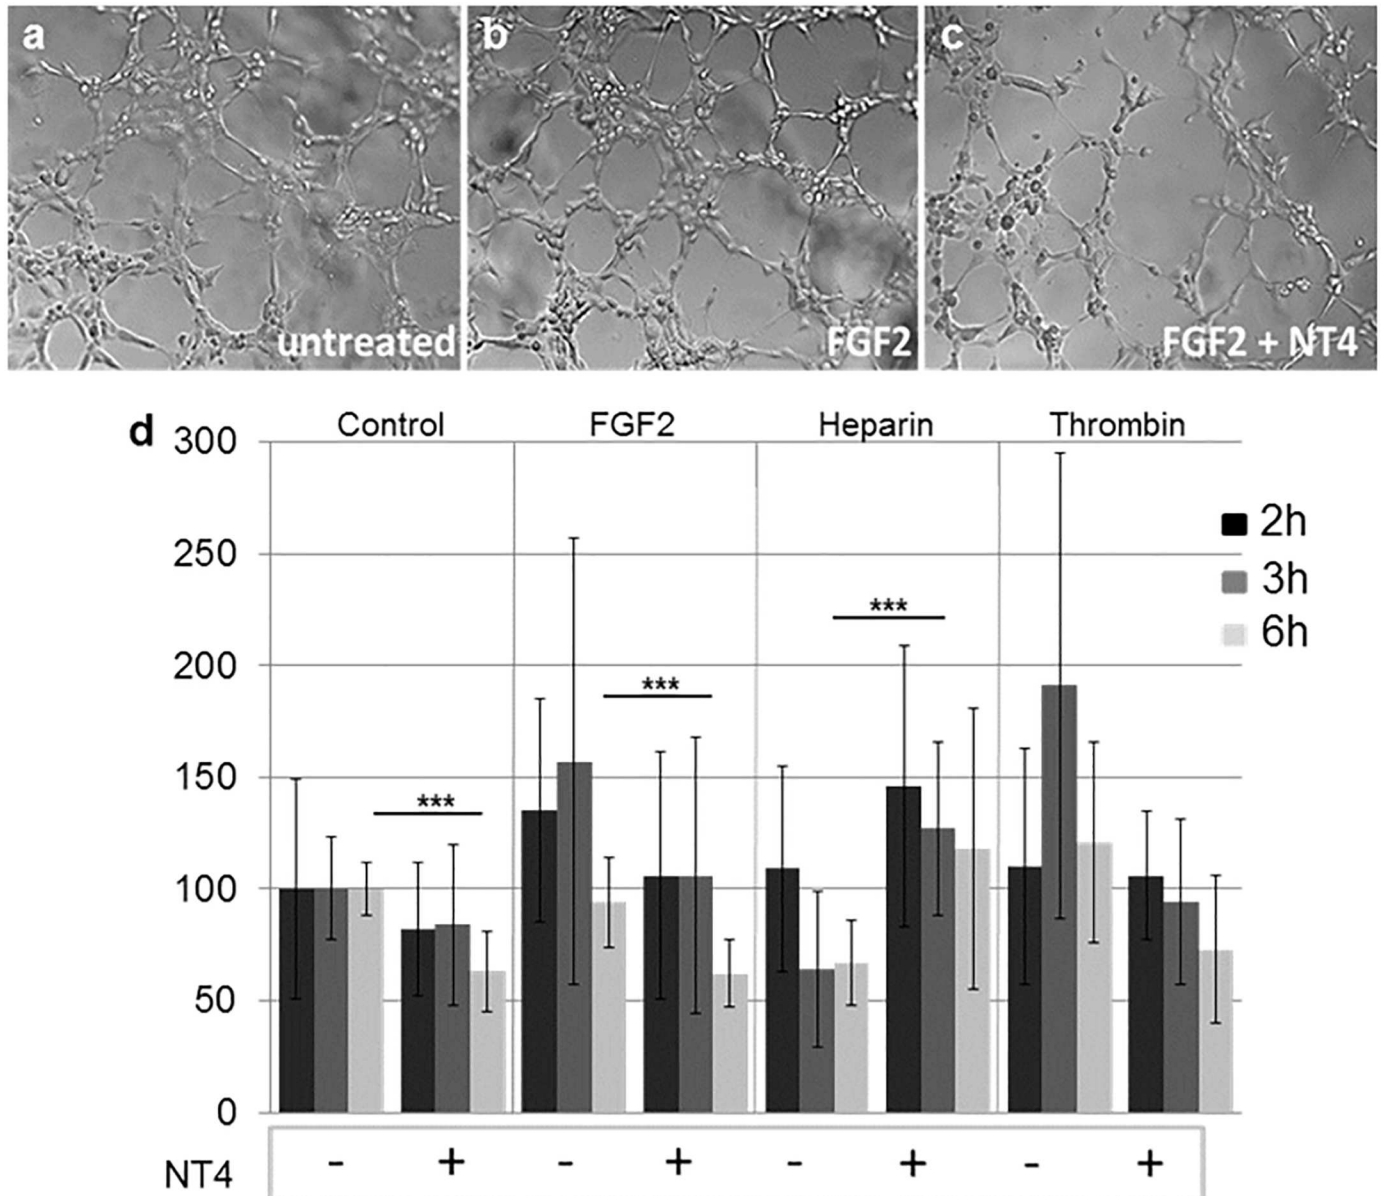 a b c
untreated FGF2 FGF2 + NT4
d
Control FGF2 Heparin Thrombin
300
250
200
150
100
50
0
*** *** *** ***
2h
3h
6h
NT4 - + - + - + - +